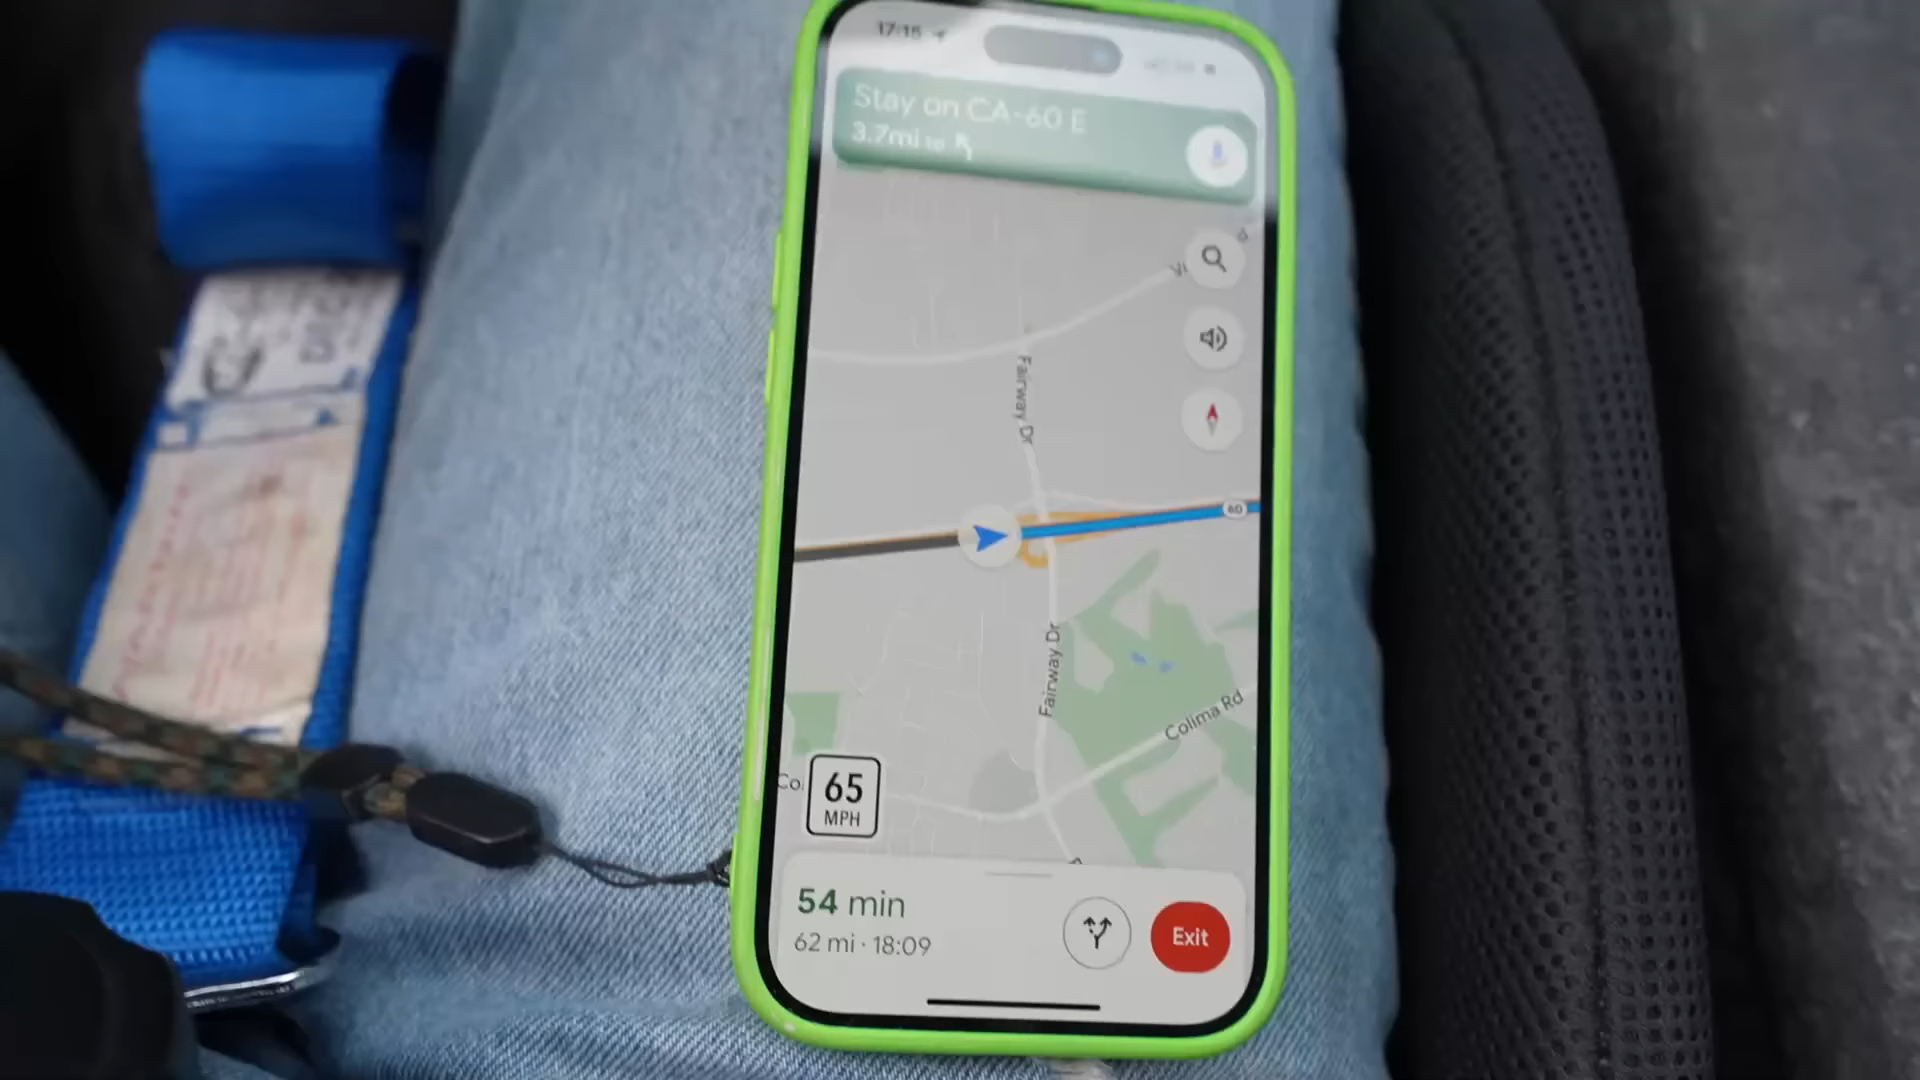 17:15
Stay on CA-60 E
3.7mi to
Fairway Dr
60
Fairway Dr
Colima Rd
65
MPH
54 min
62 mi · 18:09
Exit